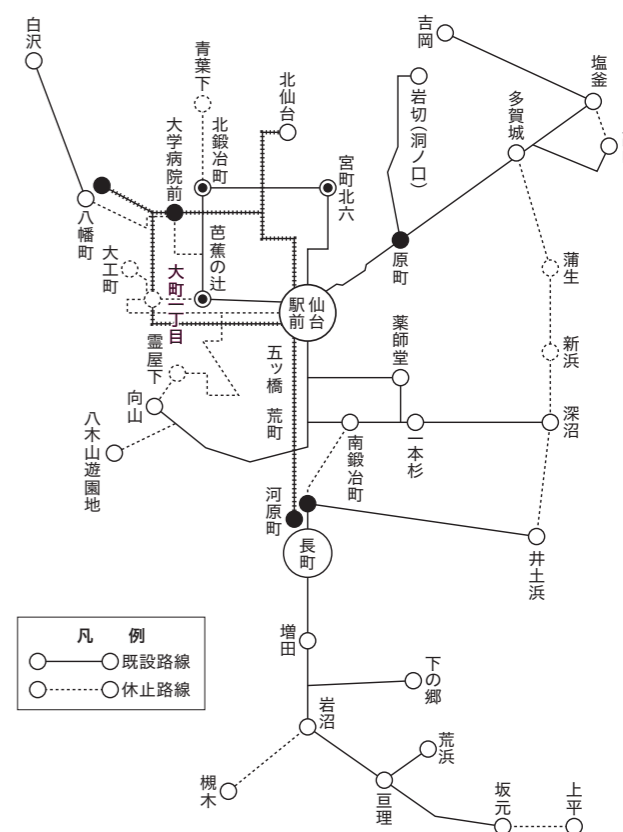 白沢
吉岡
青葉下
塩釜
北仙台
多賀城
岩切(洞ノ口)
大学病院前
北鍛冶町
宮町北六
八幡町
芭蕉の辻
原町
大工町
大町一丁目
蒲生
仙台駅前
薬師堂
霊屋下
新浜
五ッ橋
向山
荒町
深沼
八木山遊園地
南鍛冶町
一本杉
河原町
長町
井土浜
増田
凡 例
既設路線
休止路線
下の郷
岩沼
荒浜
槻木
亘理
坂元
上平